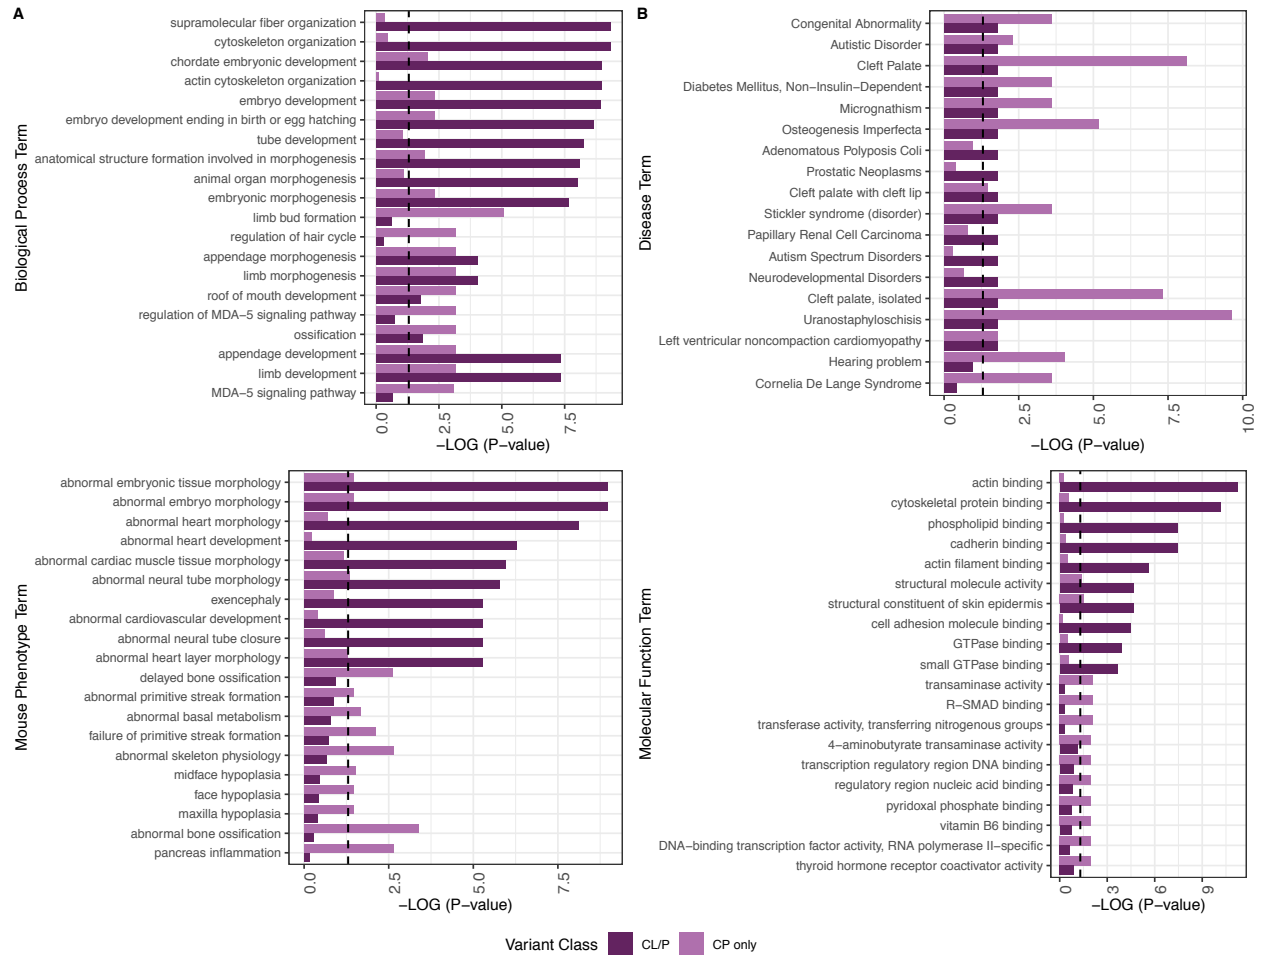 A
supramolecular fiber organization
cytoskeleton organization
chordate embryonic development
actin cytoskeleton organization
embryo development
embryo development ending in birth or egg hatching
tube development
anatomical structure formation involved in morphogenesis
animal organ morphogenesis
embryonic morphogenesis
limb bud formation
regulation of hair cycle
appendage morphogenesis
limb morphogenesis
roof of mouth development
regulation of MDA−5 signaling pathway
ossification
appendage development
limb development
MDA−5 signaling pathway
Biological Process Term
0.0 2.5 5.0 7.5
−LOG (P−value)
B
Congenital Abnormality
Autistic Disorder
Cleft Palate
Diabetes Mellitus, Non−Insulin−Dependent
Micrognathism
Osteogenesis Imperfecta
Adenomatous Polyposis Coli
Prostatic Neoplasms
Cleft palate with cleft lip
Stickler syndrome (disorder)
Papillary Renal Cell Carcinoma
Autism Spectrum Disorders
Neurodevelopmental Disorders
Cleft palate, isolated
Uranostaphyloschisis
Left ventricular noncompaction cardiomyopathy
Hearing problem
Cornelia De Lange Syndrome
Disease Term
0.0 2.5 5.0 7.5 10.0
−LOG (P−value)
abnormal embryonic tissue morphology
abnormal embryo morphology
abnormal heart morphology
abnormal heart development
abnormal cardiac muscle tissue morphology
abnormal neural tube morphology
exencephaly
abnormal cardiovascular development
abnormal neural tube closure
abnormal heart layer morphology
delayed bone ossification
abnormal primitive streak formation
abnormal basal metabolism
failure of primitive streak formation
abnormal skeleton physiology
midface hypoplasia
face hypoplasia
maxilla hypoplasia
abnormal bone ossification
pancreas inflammation
Mouse Phenotype Term
0.0 2.5 5.0 7.5
−LOG (P−value)
actin binding
cytoskeletal protein binding
phospholipid binding
cadherin binding
actin filament binding
structural molecule activity
structural constituent of skin epidermis
cell adhesion molecule binding
GTPase binding
small GTPase binding
transaminase activity
R−SMAD binding
transferase activity, transferring nitrogenous groups
4−aminobutyrate transaminase activity
transcription regulatory region DNA binding
regulatory region nucleic acid binding
pyridoxal phosphate binding
vitamin B6 binding
DNA−binding transcription factor activity, RNA polymerase II−specific
thyroid hormone receptor coactivator activity
Molecular Function Term
0 3 6 9
−LOG (P−value)
Variant Class CL/P CP only